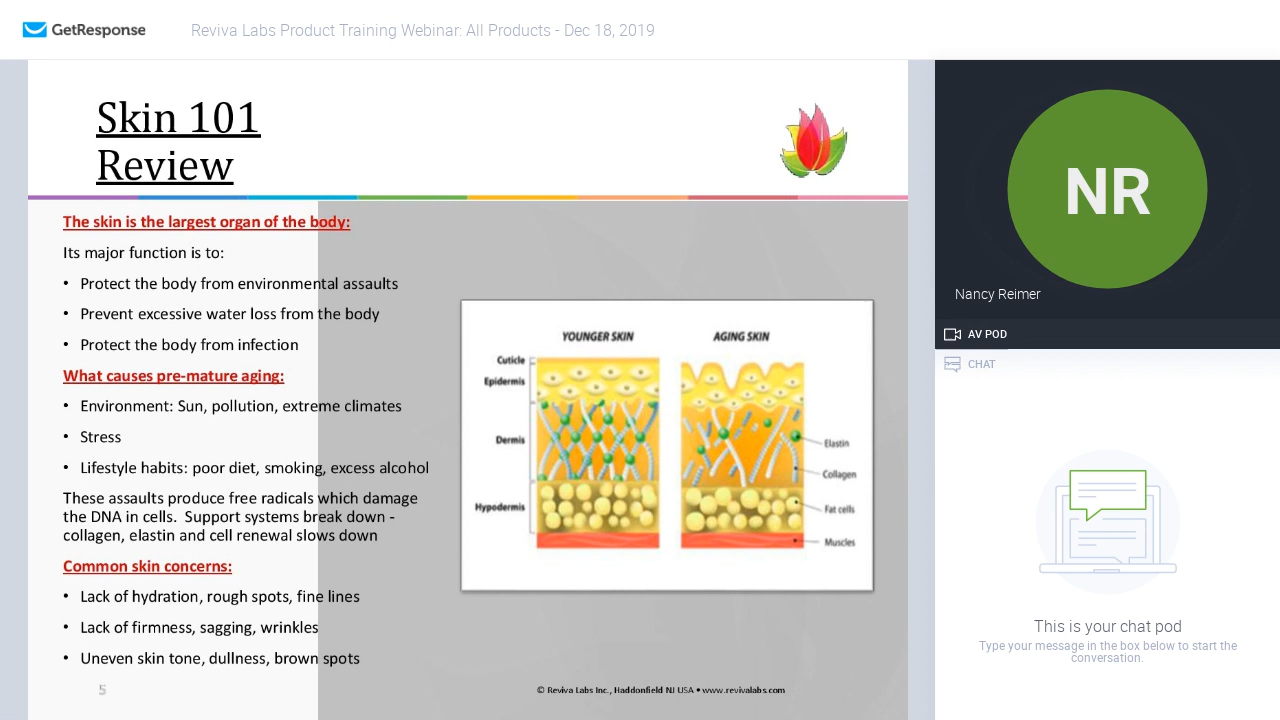 GetResponse
Reviva Labs Product Training Webinar: All Products - Dec 18, 2019
Skin 101
Review
The skin is the largest organ of the body:
Its major function is to:
• Protect the body from environmental assaults
• Prevent excessive water loss from the body
• Protect the body from infection
What causes pre-mature aging:
• Environment: Sun, pollution, extreme climates
• Stress
• Lifestyle habits: poor diet, smoking, excess alcohol
These assaults produce free radicals which damage
the DNA in cells. Support systems break down -
collagen, elastin and cell renewal slows down
Common skin concerns:
• Lack of hydration, rough spots, fine lines
• Lack of firmness, sagging, wrinkles
• Uneven skin tone, dullness, brown spots
YOUNGER SKIN
AGING SKIN
Cuticle
Epidermis
Dermis
Hypodermis
Elastin
Collagen
Fat cells
Muscles
5
© Reviva Labs Inc., Haddonfield NJ USA • www.revivalabs.com
NR
Nancy Reimer
AV POD
CHAT
This is your chat pod
Type your message in the box below to start the
conversation.